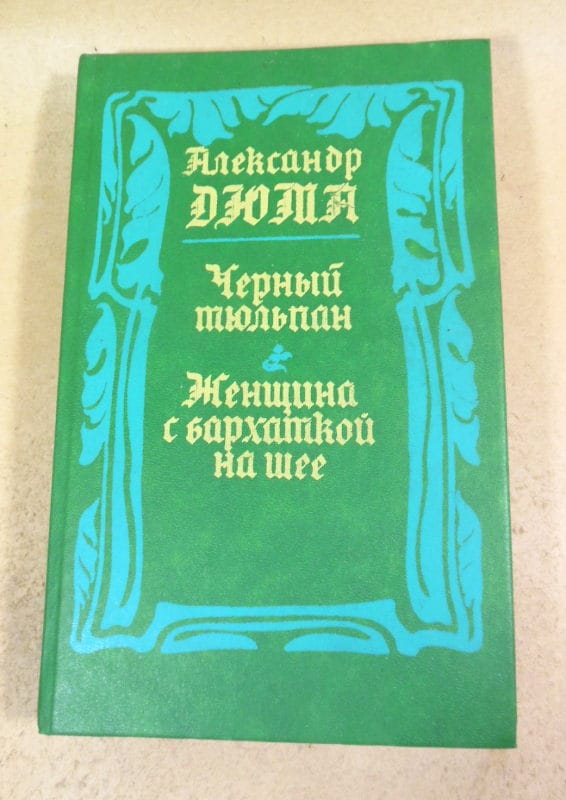 Александр
ДЮМА
Черный
тюльпан
Женщина
с бархаткой
на шее